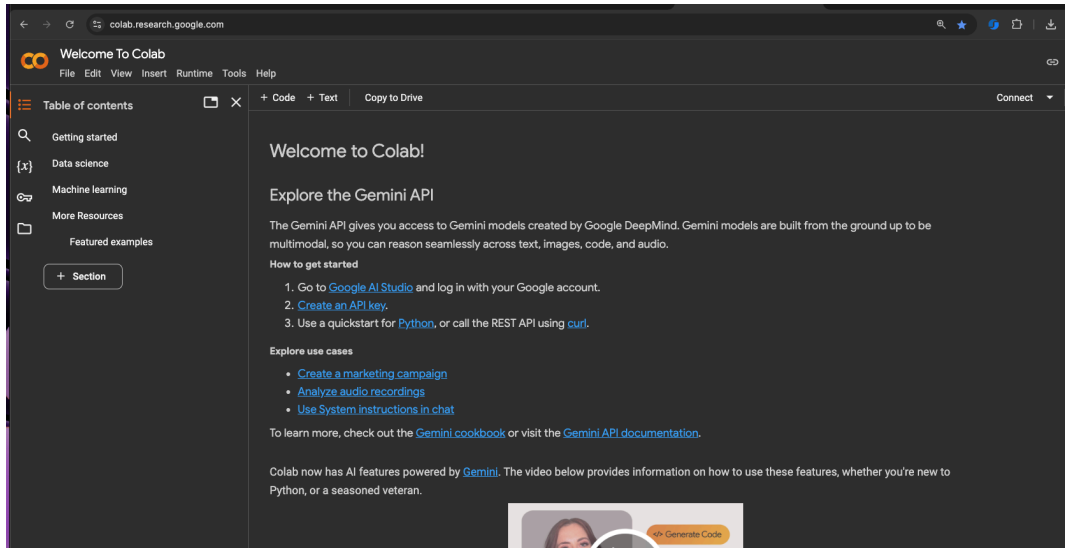 colab.research.google.com
Welcome To Colab
File Edit View Insert Runtime Tools Help
Table of contents
+ Code + Text Copy to Drive
Connect
Getting started
{x}
Data science
Machine learning
More Resources
Featured examples
+ Section
Welcome to Colab!
Explore the Gemini API
The Gemini API gives you access to Gemini models created by Google DeepMind. Gemini models are built from the ground up to be
multimodal, so you can reason seamlessly across text, images, code, and audio.
How to get started
1. Go to Google AI Studio and log in with your Google account.
2. Create an API key.
3. Use a quickstart for Python, or call the REST API using curl.
Explore use cases
• Create a marketing campaign
• Analyze audio recordings
• Use System instructions in chat
To learn more, check out the Gemini cookbook or visit the Gemini API documentation.
Colab now has AI features powered by Gemini. The video below provides information on how to use these features, whether you're new to
Python, or a seasoned veteran.
</> Generate Code